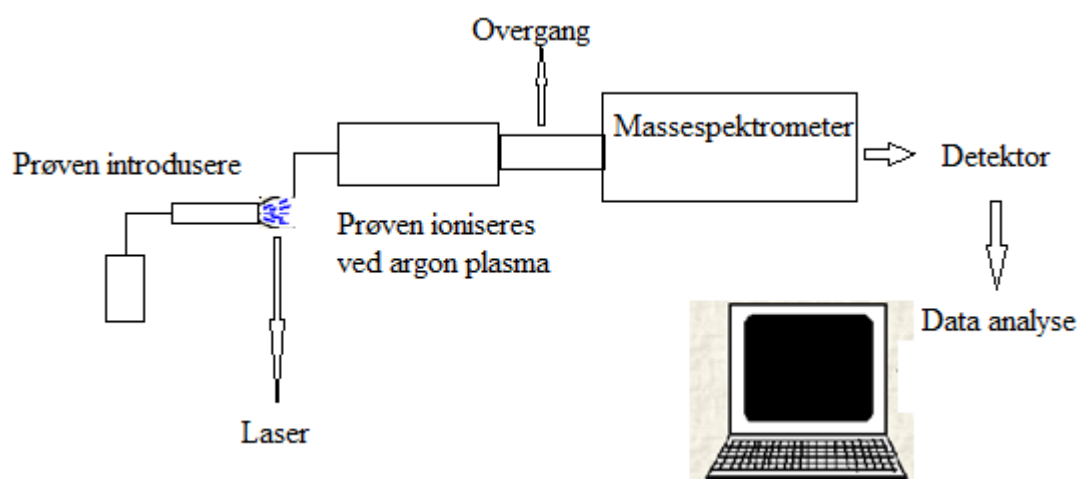 Overgang
Massespektrometer
Prøven introdusere
Detektor
Prøven ioniseres
ved argon plasma
Data analyse
Laser